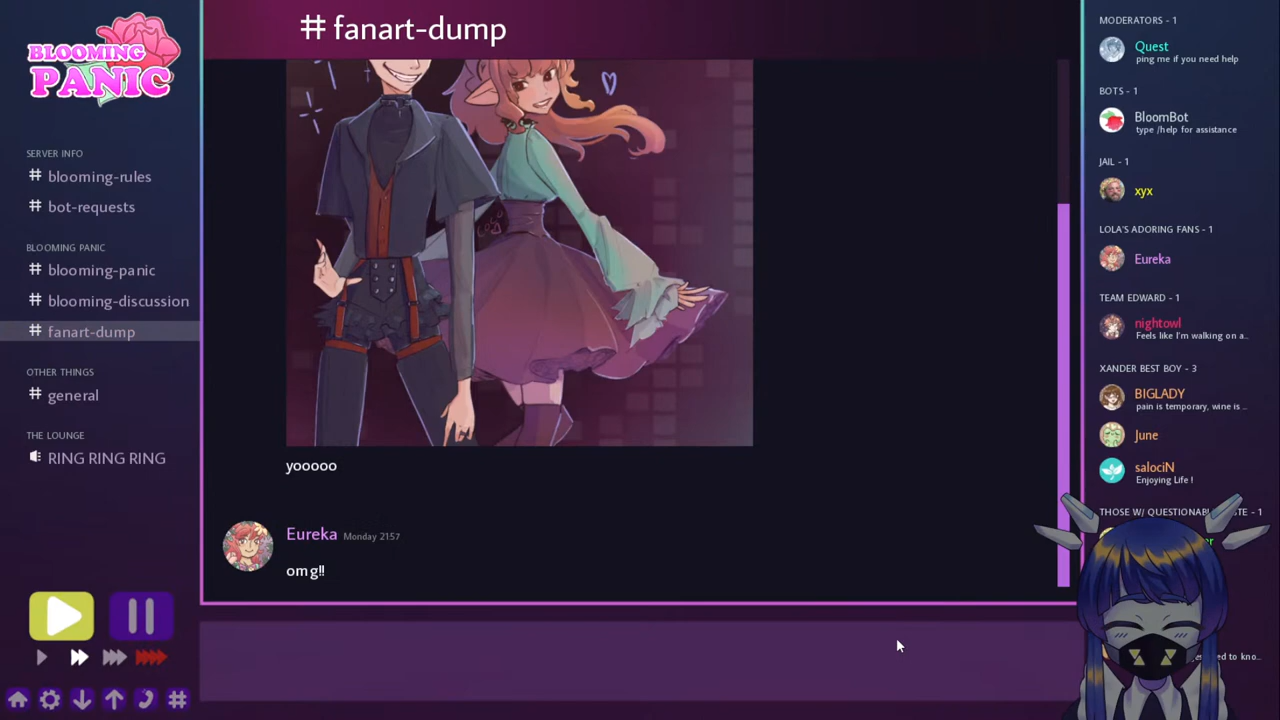 BLOOMING
PANIC
SERVER INFO
# blooming-rules
# bot-requests
BLOOMING PANIC
# blooming-panic
# blooming-discussion
# fanart-dump
OTHER THINGS
# general
THE LOUNGE
RING RING RING
# fanart-dump
yooooo
Eureka Monday 2157
omg!!
MODERATORS - 1
Quest
ping me if you need help
BOTS - 1
BloomBot
type /help for assistance
JAIL - 1
xyx
LOLA'S ADORING FANS - 1
Eureka
TEAM EDWARD - 1
nightowl
Feels like I'm walking on a...
XANDER BEST BOY - 3
BIGLADY
pain is temporary, wine is ...
June
salociN
Enjoying Life !
THOSE W/ - 1
to kno...